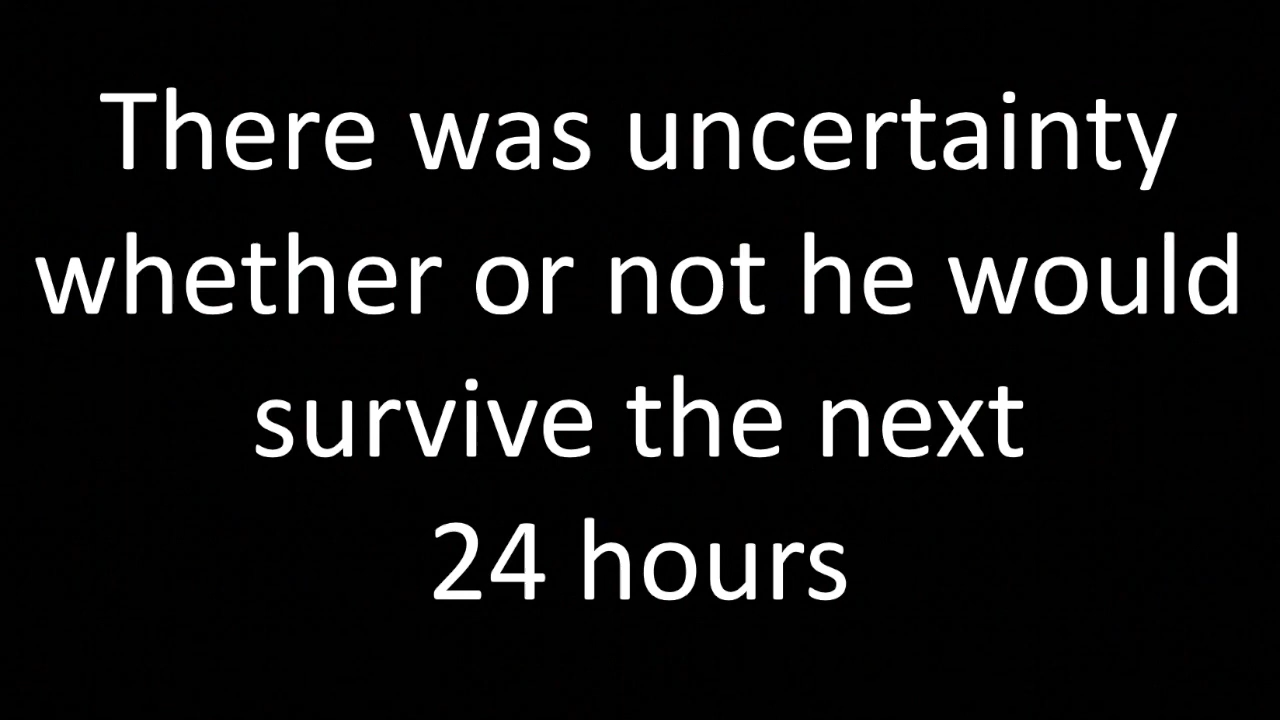 There was uncertainty
whether or not he would
survive the next
24 hours